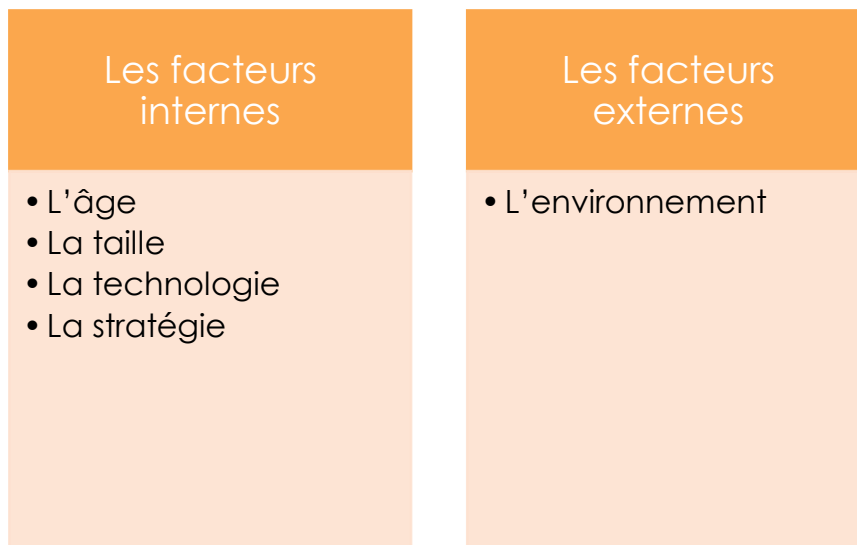 Les facteurs
internes
• L’âge
• La taille
• La technologie
• La stratégie
Les facteurs
externes
• L’environnement